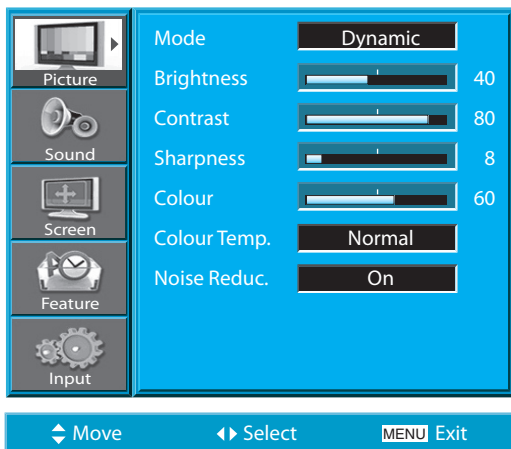 Picture
Sound
Screen
Feature
Input
Mode Dynamic
Brightness 40
Contrast 80
Sharpness 8
Colour 60
Colour Temp. Normal
Noise Reduc. On
Move Select MENU Exit